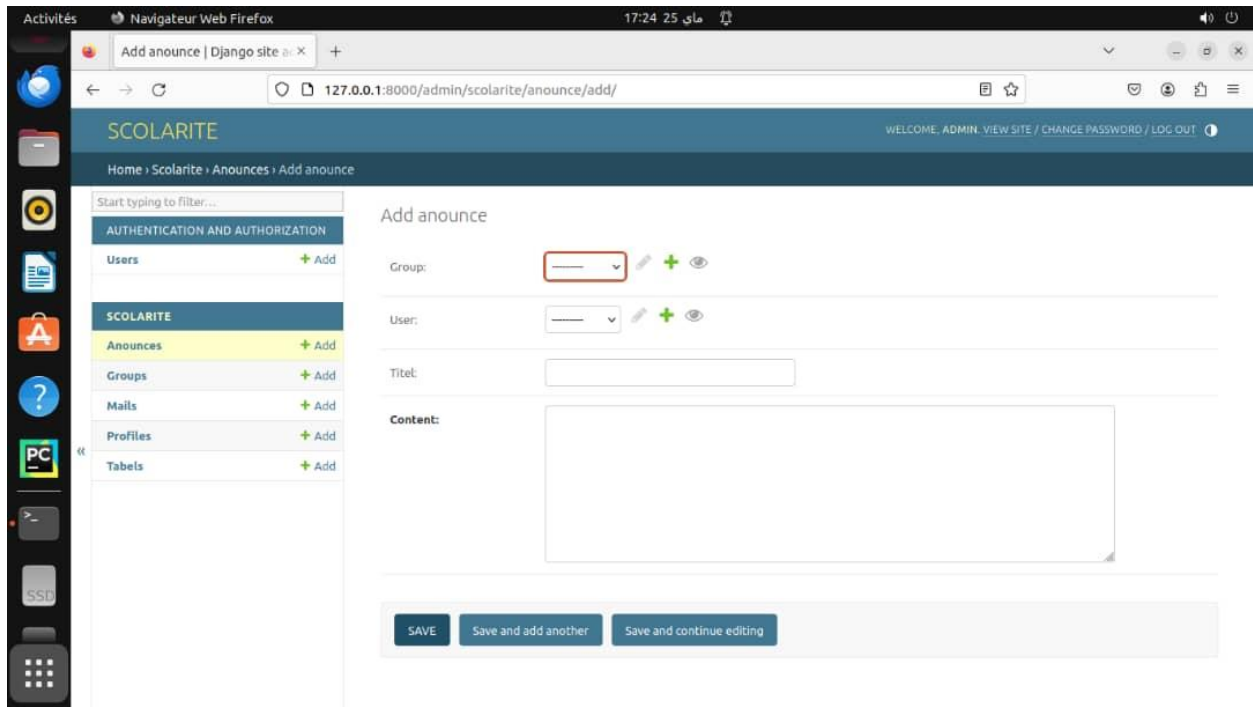 Activités Navigateur Web Firefox 17:24 25 ماي
Add anounce | Django site a
127.0.0.1:8000/admin/scolarite/anounce/add/
SCOLARITE WELCOME, ADMIN. VIEW SITE / CHANGE PASSWORD / LOG OUT
Home › Scolarite › Anounces › Add anounce
Start typing to filter...
AUTHENTICATION AND AUTHORIZATION
Users + Add
SCOLARITE
Anounces + Add
Groups + Add
Mails + Add
Profiles + Add
Tabels + Add
«
Add anounce
Group: -------
User: -------
Titel:
Content:
SAVE Save and add another Save and continue editing
PC
SSD